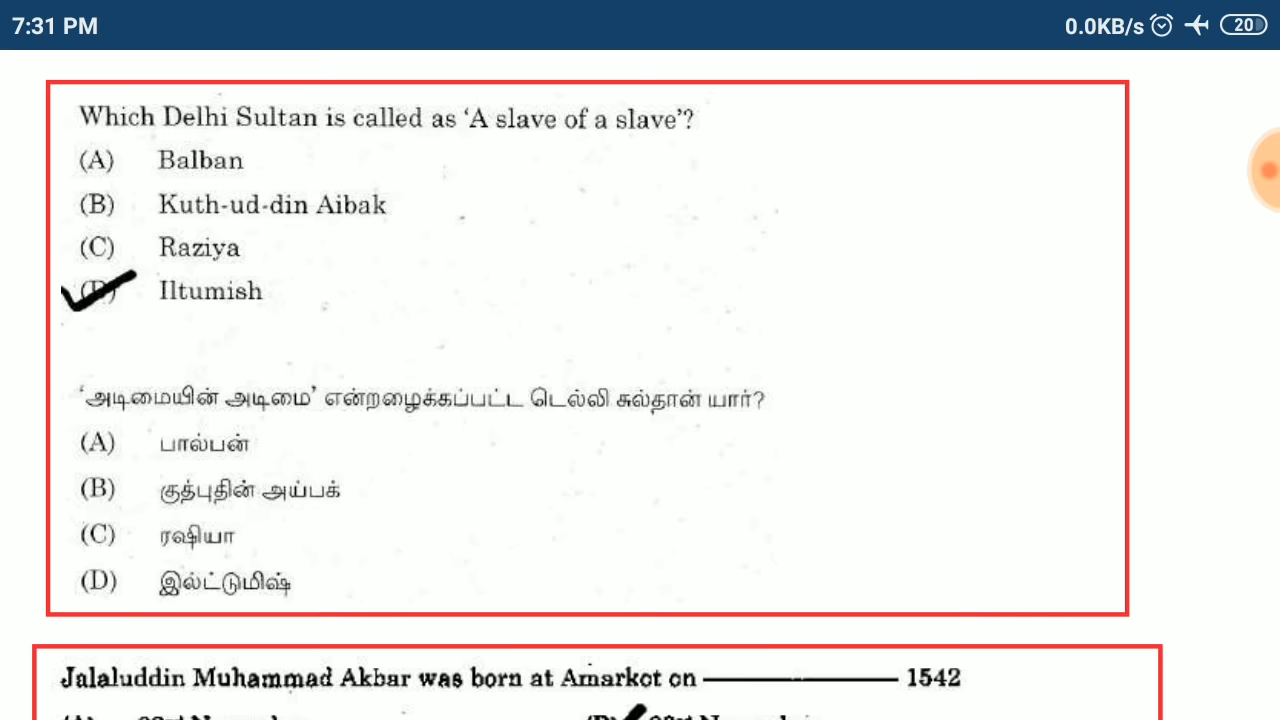 7:31 PM
0.0KB/s
20
Which Delhi Sultan is called as ‘A slave of a slave’?
(A) Balban
(B) Kuth-ud-din Aibak
(C) Raziya
(D) Iltumish
‘அடிமையின் அடிமை’ என்றழைக்கப்பட்ட டெல்லி சுல்தான் யார்?
(A) பால்பன்
(B) குத்புதின் அய்பக்
(C) ரஷியா
(D) இல்ட்டுமிஷ்
Jalaluddin Muhammad Akbar was born at Amarkot on ———— 1542